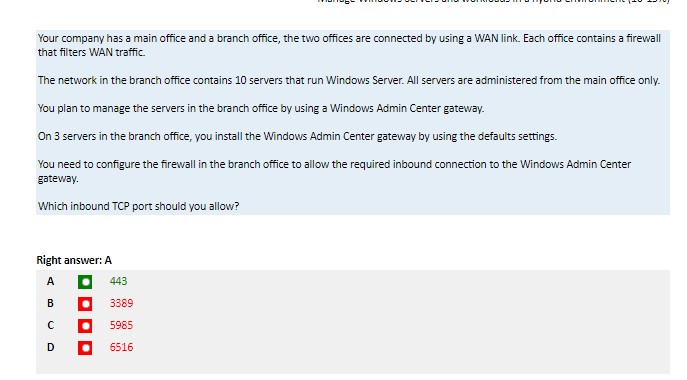 Manage Windows servers and workloads in a hybrid environment (10-15%)
Your company has a main office and a branch office, the two offices are connected by using a WAN link. Each office contains a firewall
that filters WAN traffic.
The network in the branch office contains 10 servers that run Windows Server. All servers are administered from the main office only.
You plan to manage the servers in the branch office by using a Windows Admin Center gateway.
On 3 servers in the branch office, you install the Windows Admin Center gateway by using the defaults settings.
You need to configure the firewall in the branch office to allow the required inbound connection to the Windows Admin Center
gateway.
Which inbound TCP port should you allow?
Right answer: A
A 443
B 3389
C 5985
D 6516